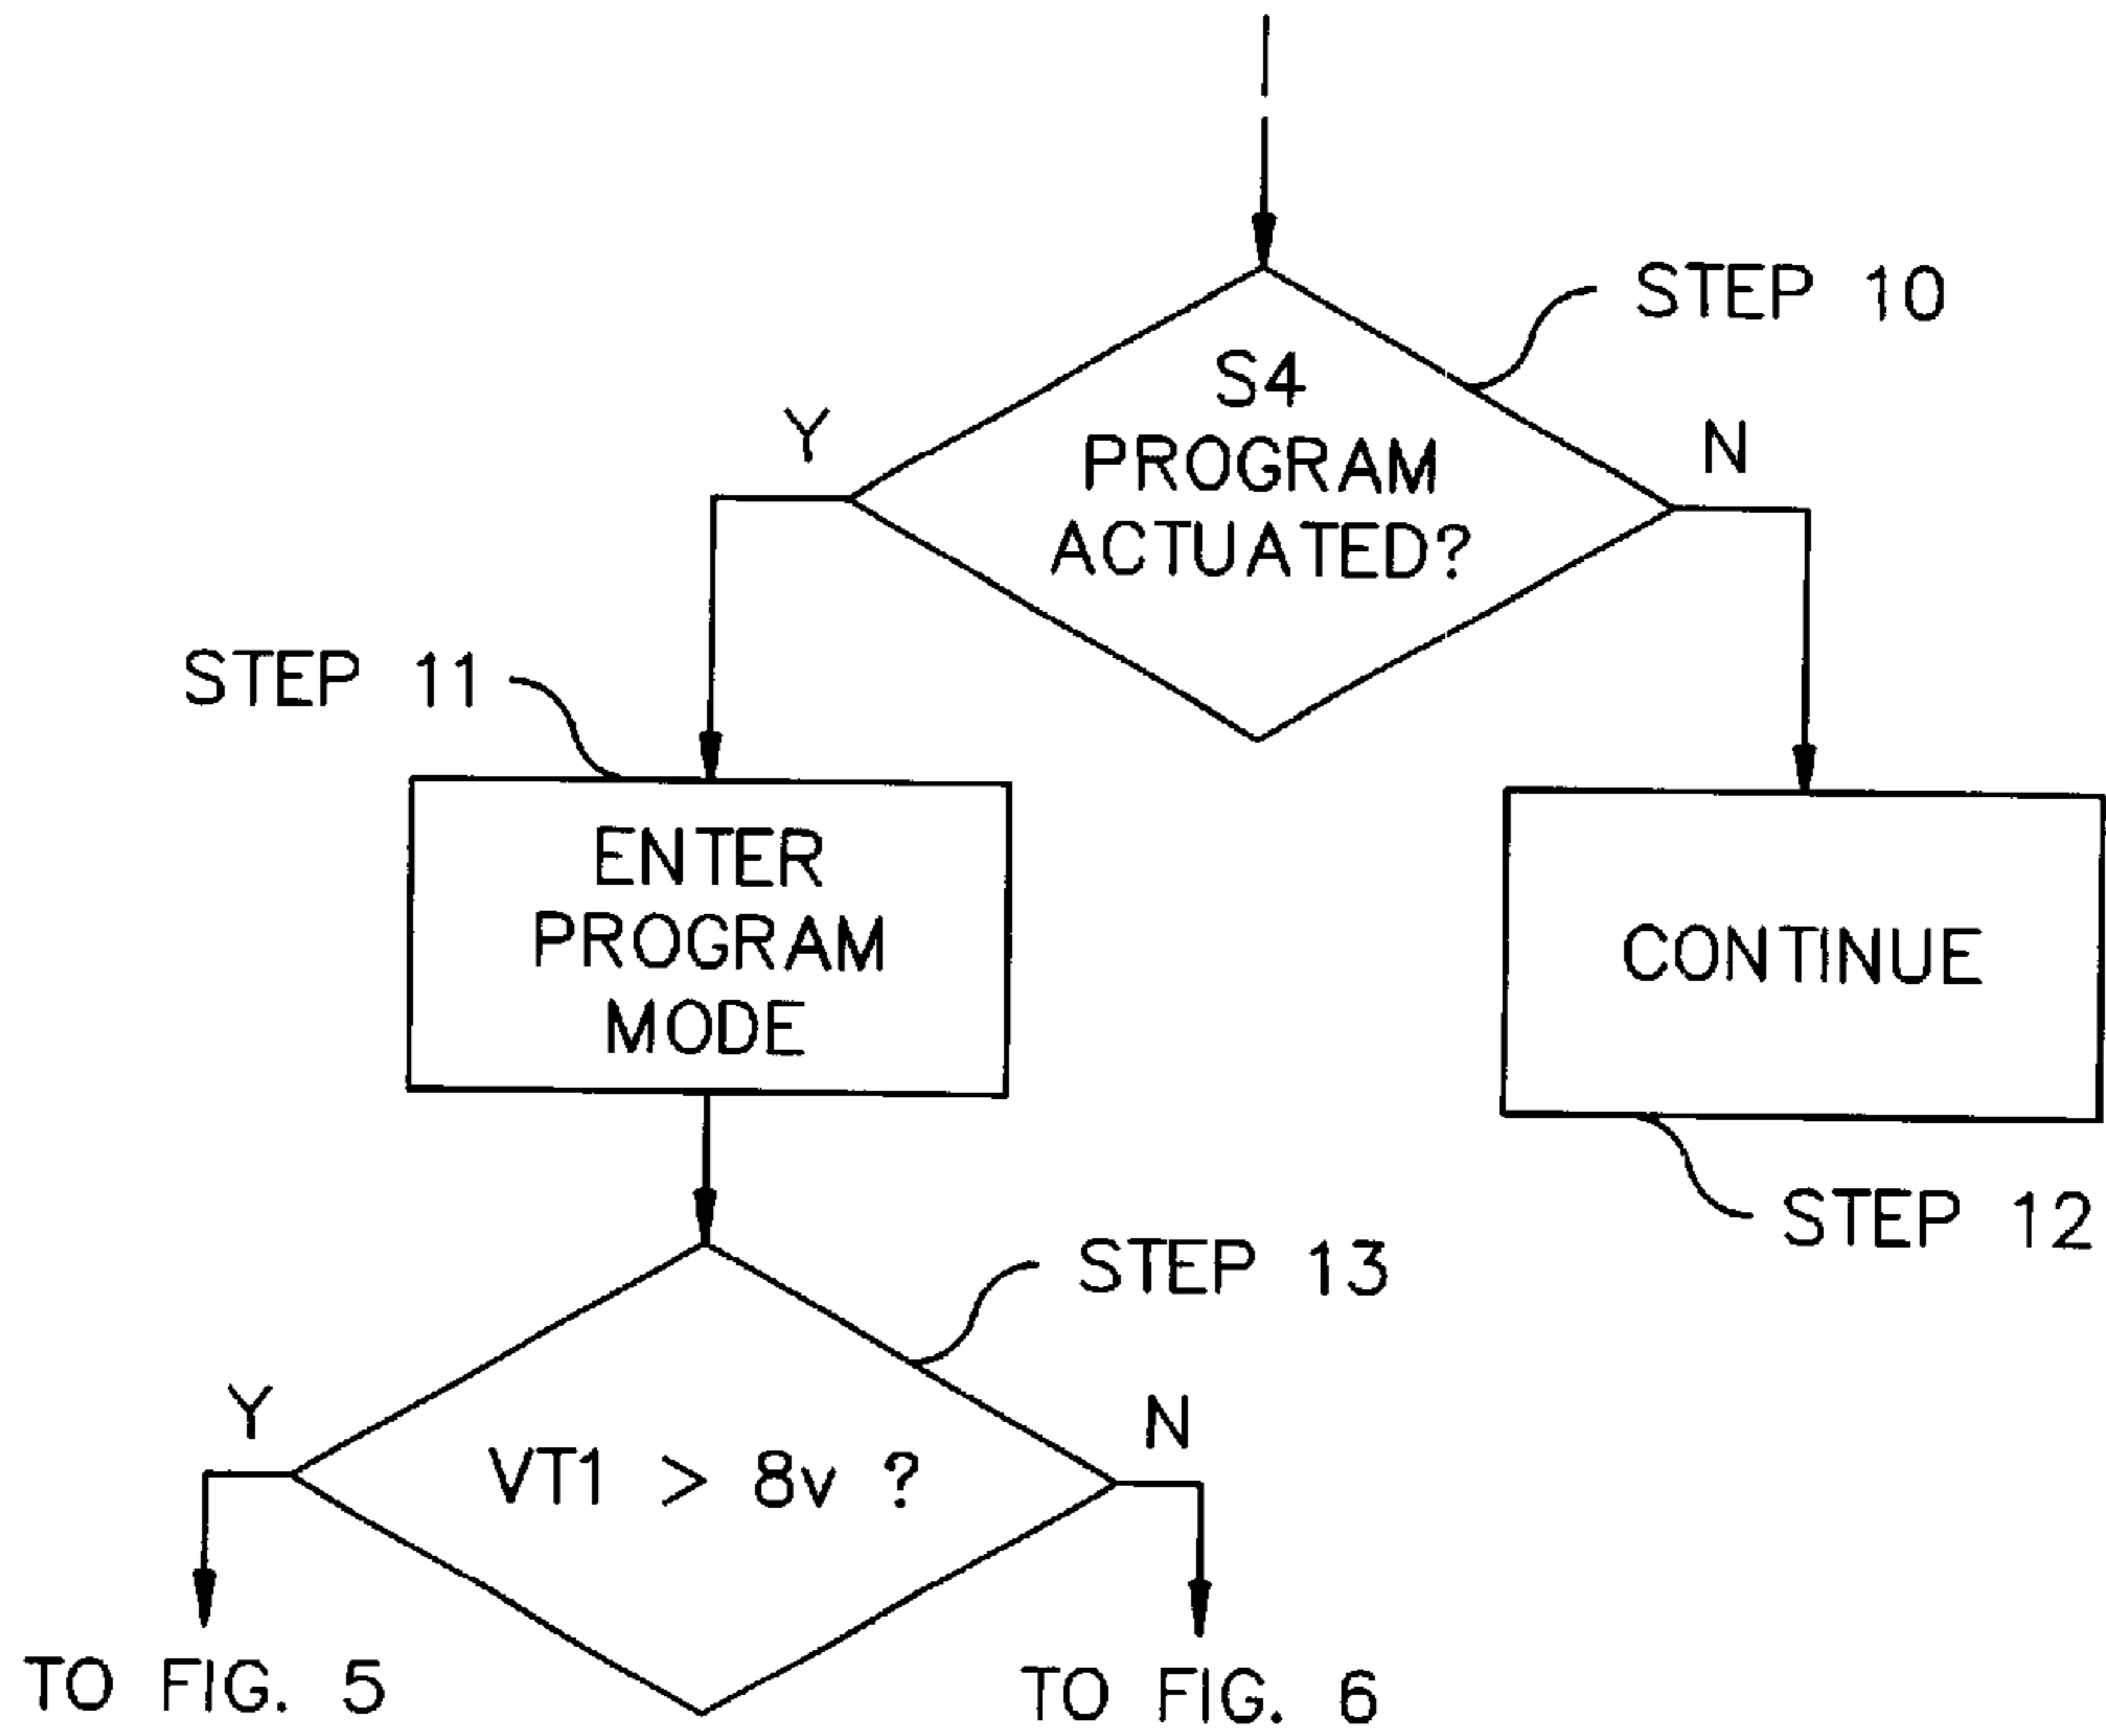 STEP 10
S4
PROGRAM
ACTUATED?
Y
N
STEP 11
ENTER
PROGRAM
MODE
CONTINUE
STEP 12
STEP 13
Y
N
VT1 > 8v ?
TO FIG. 5
TO FIG. 6